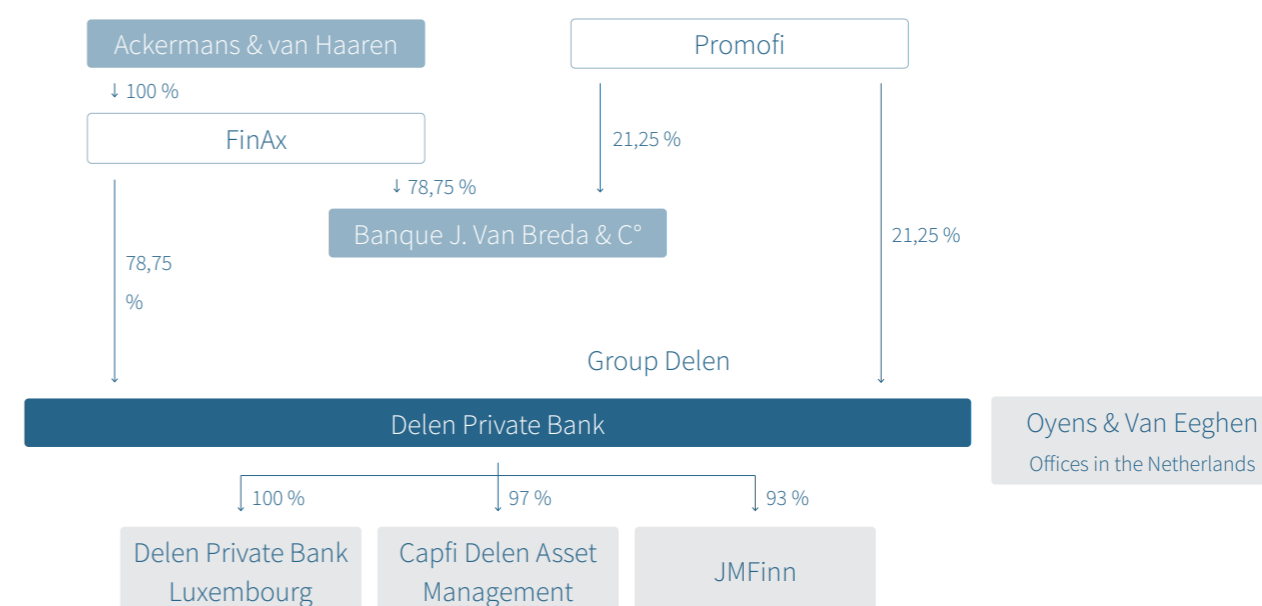 Ackermans & van Haaren
Promofi
↓ 100 %
FinAx
21,25 %
↓ 78,75 %
Banque J. Van Breda & C°
21,25 %
78,75
%
Group Delen
Delen Private Bank
Oyens & Van Eeghen
Offices in the Netherlands
100 %
97 %
93 %
Delen Private Bank
Luxembourg
Capfi Delen Asset
Management
JMFinn